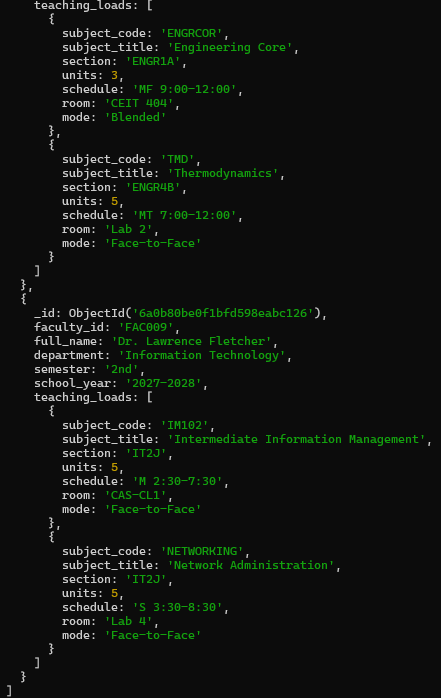 teaching_loads: [
{
subject_code: 'ENGRCOR',
subject_title: 'Engineering Core',
section: 'ENGR1A',
units: 3,
schedule: 'MF 9:00-12:00',
room: 'CEIT 404',
mode: 'Blended'
},
{
subject_code: 'TMD',
subject_title: 'Thermodynamics',
section: 'ENGR4B',
units: 5,
schedule: 'MT 7:00-12:00',
room: 'Lab 2',
mode: 'Face-to-Face'
}
]
},
{
_id: ObjectId('6a0b80be0f1bfd598eabc126'),
faculty_id: 'FAC009',
full_name: 'Dr. Lawrence Fletcher',
department: 'Information Technology',
semester: '2nd',
school_year: '2027-2028',
teaching_loads: [
{
subject_code: 'IM102',
subject_title: 'Intermediate Information Management',
section: 'IT2J',
units: 5,
schedule: 'M 2:30-7:30',
room: 'CAS-CL1',
mode: 'Face-to-Face'
},
{
subject_code: 'NETWORKING',
subject_title: 'Network Administration',
section: 'IT2J',
units: 5,
schedule: 'S 3:30-8:30',
room: 'Lab 4',
mode: 'Face-to-Face'
}
]
}
]